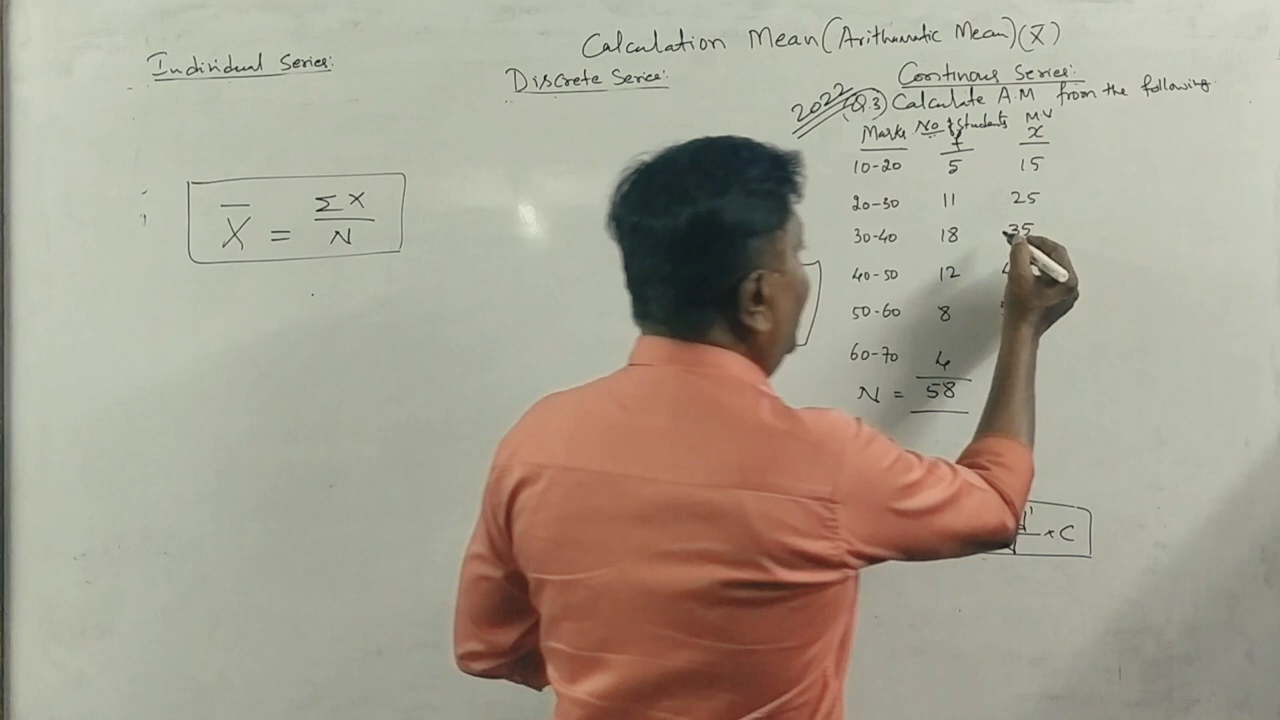 Calculation Mean (Arithamatic Mean) (X̄)
Individual Series:
X̄ = ΣX / N
Discrete Series:
Continous Series:
2022 (Q.3) Calculate A.M from the following.
Marks No of Students f M.V x
10-20 5 15
20-30 11 25
30-40 18 35
40-50 12
50-60 8
60-70 4
N = 58
d' × C